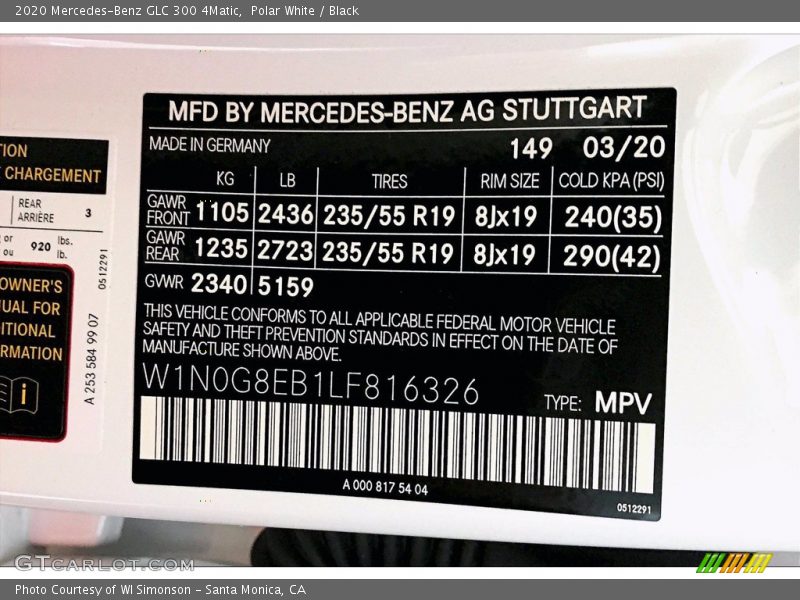 2020 Mercedes-Benz GLC 300 4Matic,  Polar White / Black
MFD BY MERCEDES-BENZ AG STUTTGART
MADE IN GERMANY 149 03/20
KG LB TIRES RIM SIZE COLD KPA (PSI)
GAWR FRONT 1105 2436 235/55 R19 8Jx19 240(35)
GAWR REAR 1235 2723 235/55 R19 8Jx19 290(42)
GVWR 2340 5159
THIS VEHICLE CONFORMS TO ALL APPLICABLE FEDERAL MOTOR VEHICLE
SAFETY AND THEFT PREVENTION STANDARDS IN EFFECT ON THE DATE OF
MANUFACTURE SHOWN ABOVE.
W1N0G8EB1LF816326
TYPE: MPV
A 000 817 54 04
0512291
CHARGEMENT
REAR
ARRIÈRE 3
or 920 lbs.
ou lb.
0512291
OWNER'S
FOR
A 253 584 99 07
GTcarlot.com
Photo Courtesy of WI Simonson - Santa Monica, CA